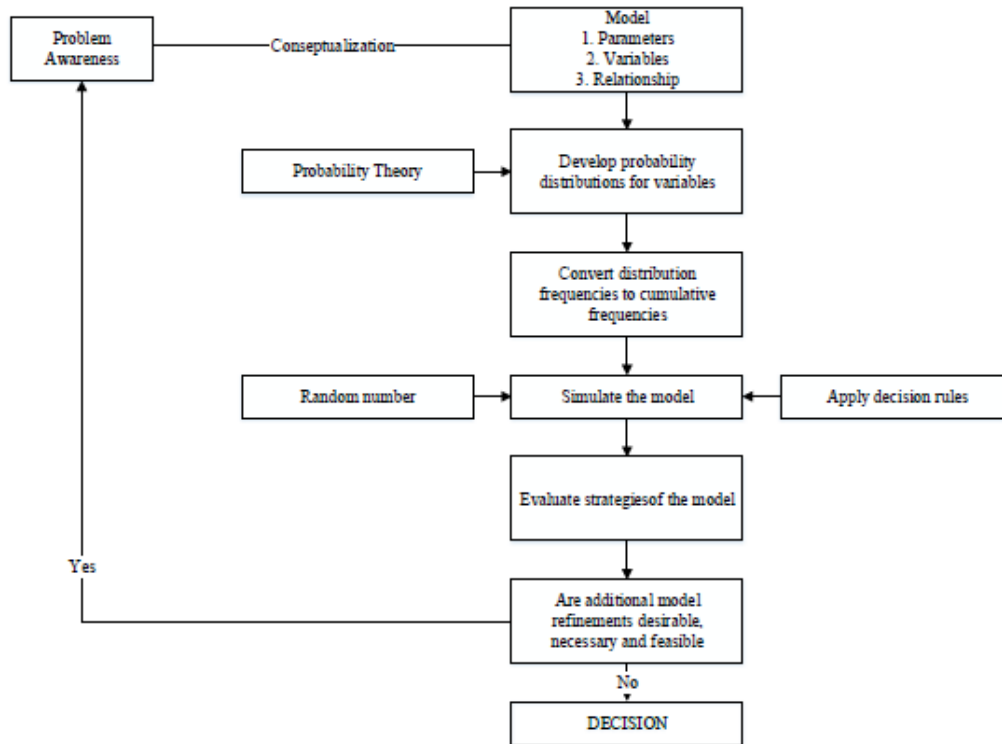 Problem
Awareness
Conseptualization
Model
1. Parameters
2. Variables
3. Relationship
Probability Theory
Develop probability
distributions for variables
Convert distribution
frequencies to cumulative
frequencies
Random number
Simulate the model
Apply decision rules
Evaluate strategiesof the model
Yes
Are additional model
refinements desirable,
necessary and feasible
No
DECISION